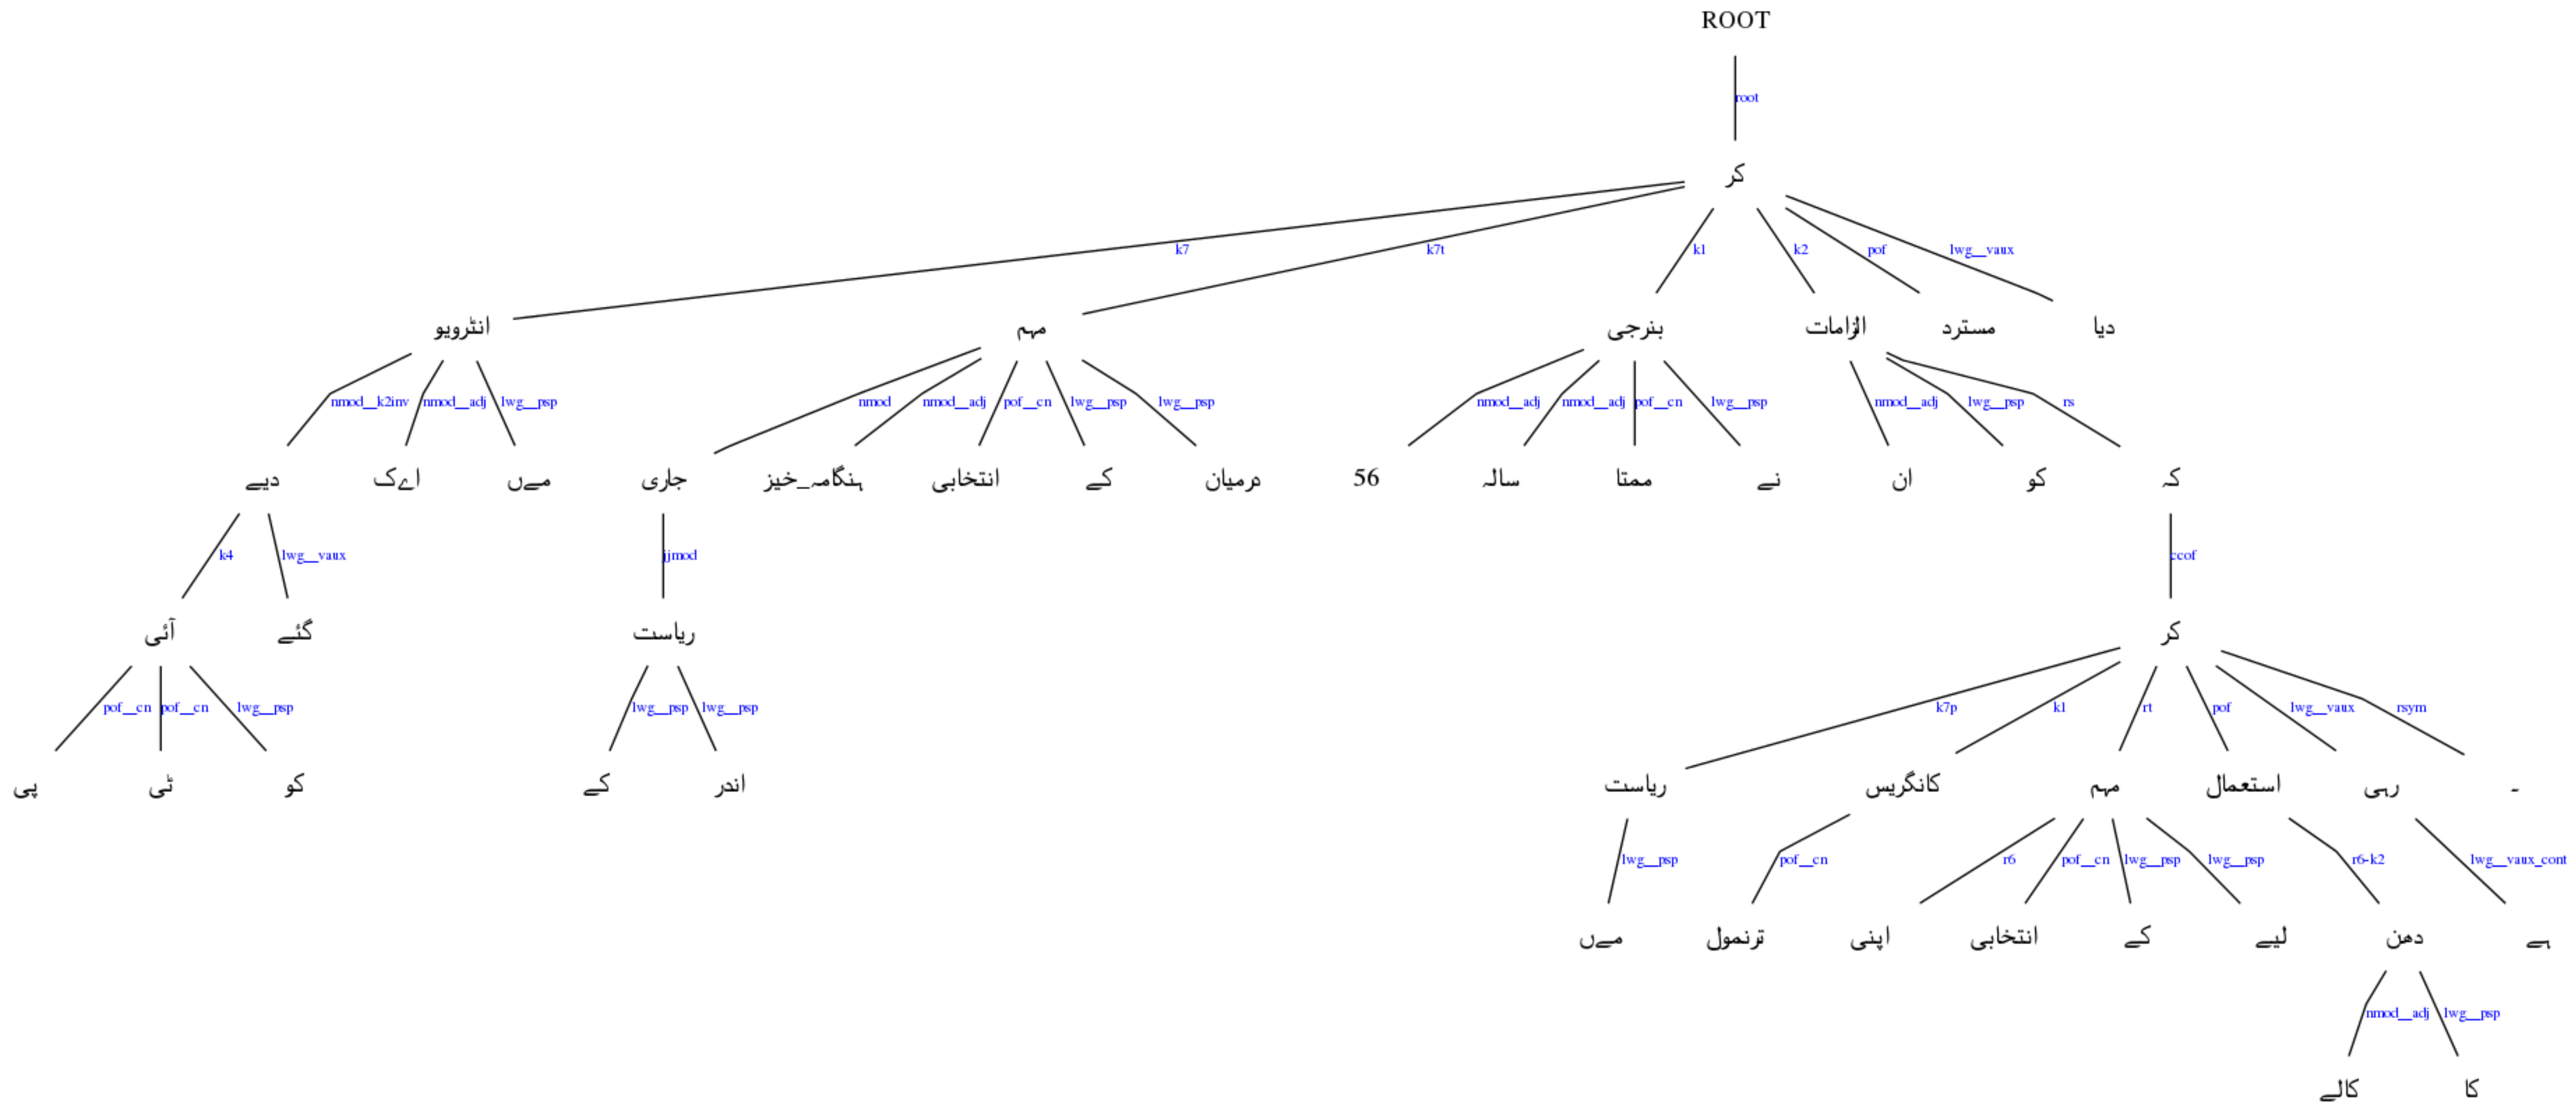 ROOT
root
کر
k7 k7t k1 k2 pof lwg__vaux
انٹرویو مہم بنرجی الزامات مسترد دیا
nmod__k2inv nmod__adj lwg__psp nmod nmod__adj pof__cn lwg__psp lwg__psp nmod__adj nmod__adj pof__cn lwg__psp nmod__adj lwg__psp rs
دیے اےک مےں جاری ہنگامہ_خیز انتخابی کے درمیان 56 سالہ ممتا نے ان کو کہ
k4 lwg__vaux jjmod ccof
آئی گئے ریاست کر
pof__cn pof__cn lwg__psp lwg__psp lwg__psp k7p k1 rt pof lwg__vaux rsym
پی ٹی کو کے اندر ریاست کانگریس مہم استعمال رہی ۔
lwg__psp pof__cn r6 pof__cn lwg__psp lwg__psp r6-k2 lwg__vaux_cont
مےں ترنمول اپنی انتخابی کے لیے دھن ہے
nmod__adj lwg__psp
کالے کا